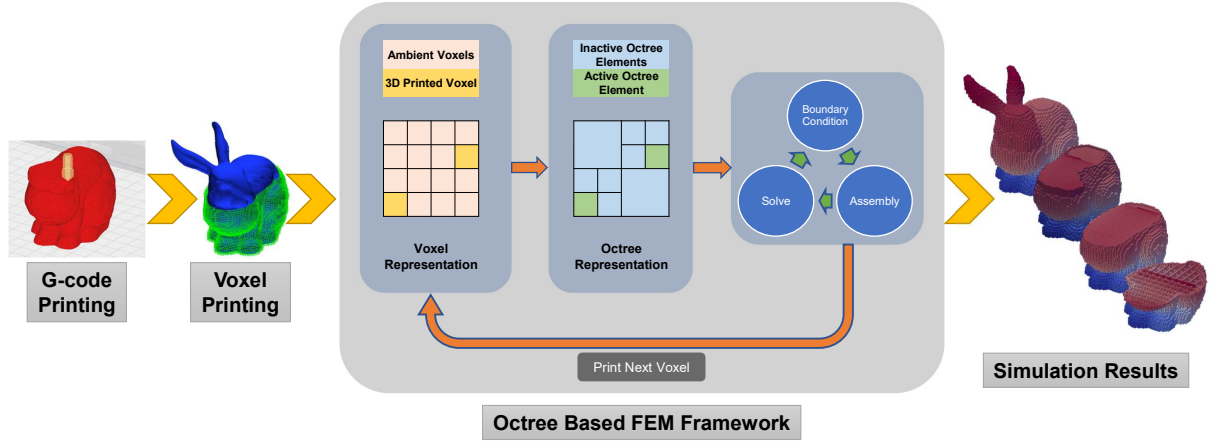 G-code
Printing
Voxel
Printing
Ambient Voxels
3D Printed Voxel
Voxel
Representation
Inactive Octree
Elements
Active Octree
Element
Octree
Representation
Boundary
Condition
Solve
Assembly
Print Next Voxel
Octree Based FEM Framework
Simulation Results